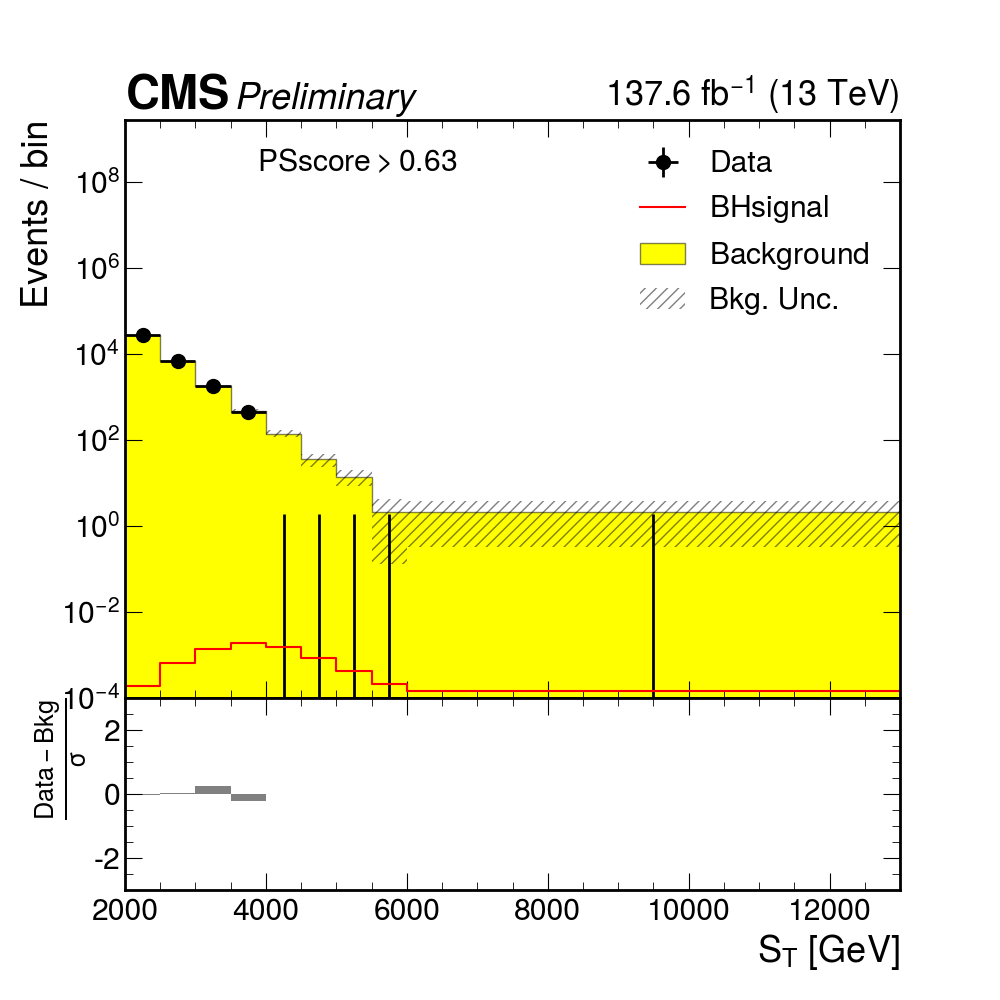 CMS Preliminary 137.6 fb⁻¹ (13 TeV)
Events / bin
PSscore > 0.63
Data
BHsignal
Background
Bkg. Unc.
10⁸
10⁶
10⁴
10²
10⁰
10⁻²
10⁻⁴
Data – Bkg
σ
2
0
-2
2000 4000 6000 8000 10000 12000
S_T [GeV]